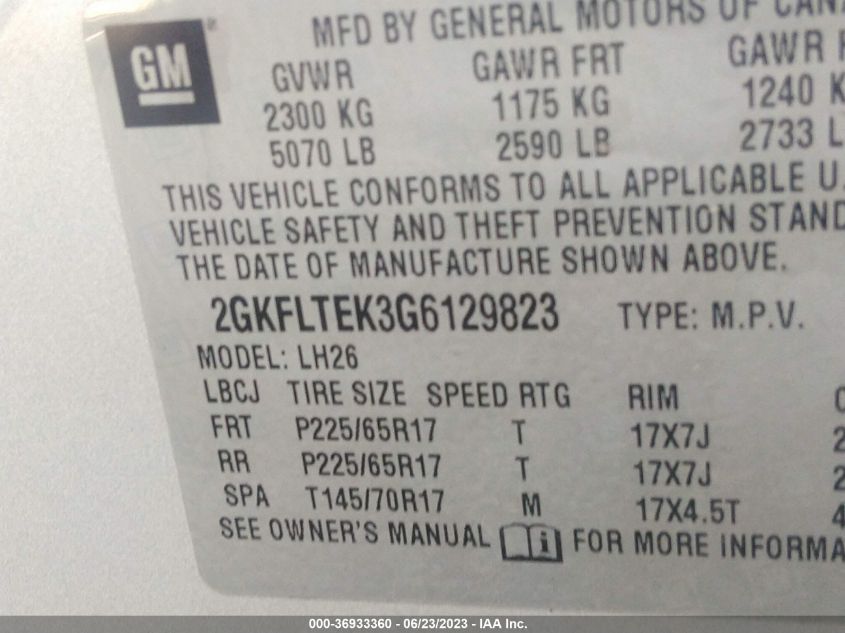 MFD BY GENERAL MOTORS OF
GM
GVWR GAWR FRT GAWR
2300 KG 1175 KG 1240
5070 LB 2590 LB 2733
THIS VEHICLE CONFORMS TO ALL APPLICABLE U.
VEHICLE SAFETY AND THEFT PREVENTION
THE DATE OF MANUFACTURE SHOWN ABOVE.
2GKFLTEK3G6129823 TYPE: M.P.V.
MODEL: LH26
LBCJ TIRE SIZE SPEED RTG RIM
FRT P225/65R17 T 17X7J
RR P225/65R17 T 17X7J
SPA T145/70R17 M 17X4.5T
SEE OWNER'S MANUAL i FOR MORE
000-36933360 - 06/23/2023 - IAA Inc.